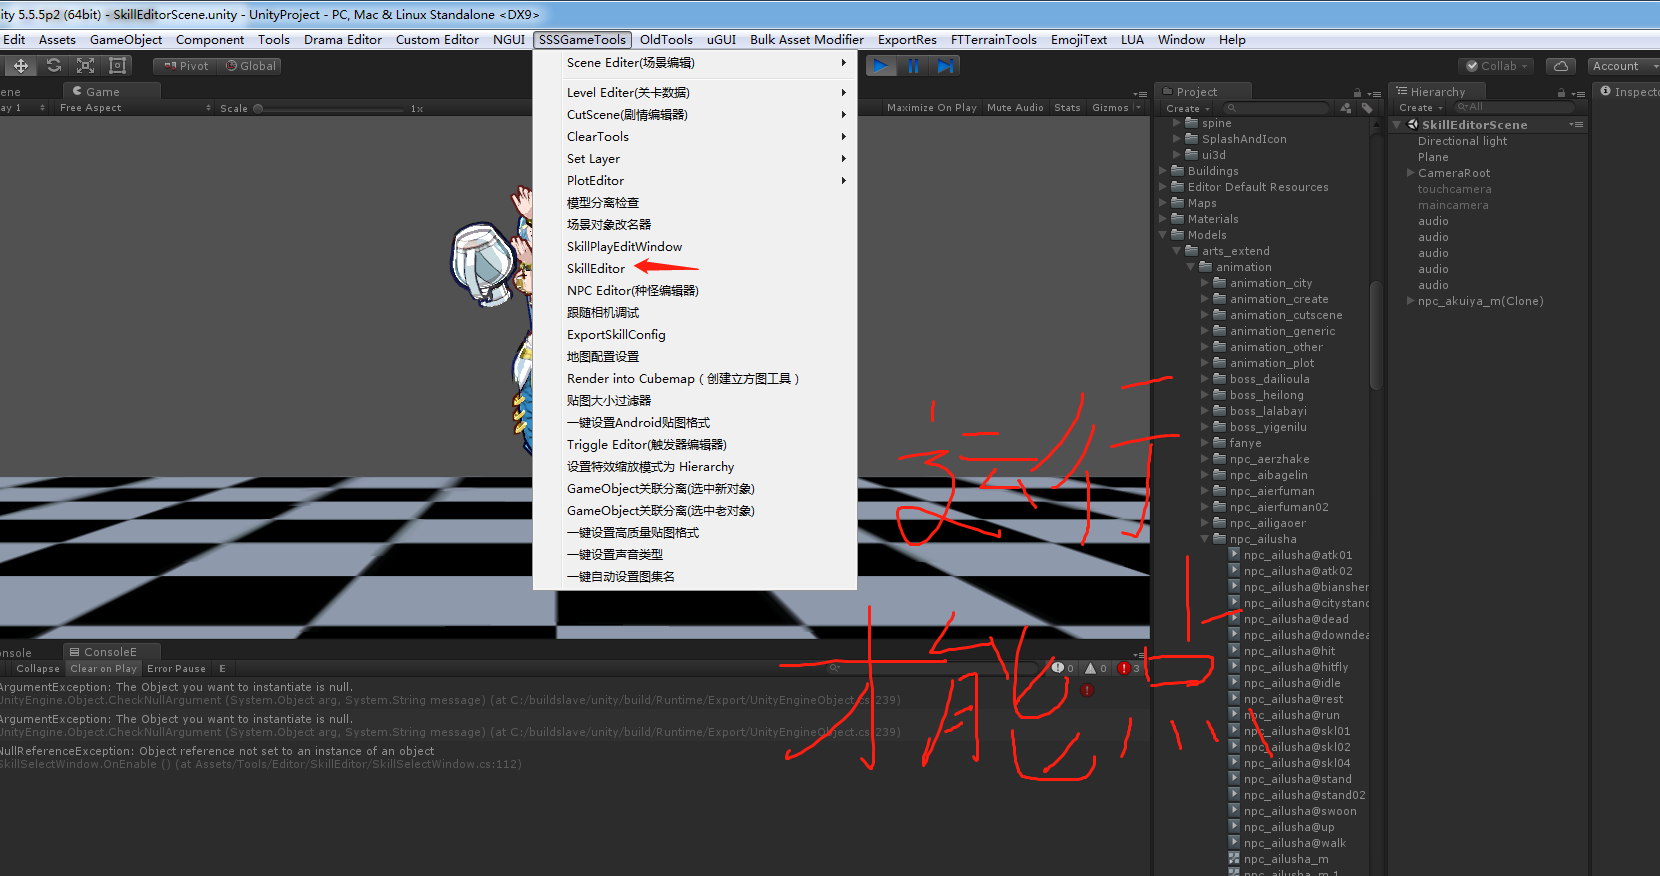 ity 5.5.5p2 (64bit) - SkillEditorScene.unity - UnityProject - PC, Mac & Linux Standalone <DX9>
Edit Assets GameObject Component Tools Drama Editor Custom Editor NGUI SSSGameTools OldTools uGUI Bulk Asset Modifier ExportRes FTTerrainTools EmojiText LUA Window Help
Pivot Global Collab Account
ene Game
ay 1 Free Aspect Scale 1x Maximize On Play Mute Audio Stats Gizmos
Scene Editer(场景编辑)
Level Editer(关卡数据)
CutScene(剧情编辑器)
ClearTools
Set Layer
PlotEditor
模型分离检查
场景对象改名器
SkillPlayEditWindow
SkillEditor
NPC Editor(种怪编辑器)
跟随相机调试
ExportSkillConfig
地图配置设置
Render into Cubemap（创建立方图工具）
贴图大小过滤器
一键设置Android贴图格式
Triggle Editor(触发器编辑器)
设置特效缩放模式为 Hierarchy
GameObject关联分离(选中新对象)
GameObject关联分离(选中老对象)
一键设置高质量贴图格式
一键设置声音类型
一键自动设置图集名
运行
才能点
onsole ConsoleE
Collapse Clear on Play Error Pause E 0 0 3
ArgumentException: The Object you want to instantiate is null.
UnityEngine.Object.CheckNullArgument (System.Object arg, System.String message) (at C:/buildslave/unity/build/Runtime/Export/UnityEngineObject.cs:239)
ArgumentException: The Object you want to instantiate is null.
UnityEngine.Object.CheckNullArgument (System.Object arg, System.String message) (at C:/buildslave/unity/build/Runtime/Export/UnityEngineObject.cs:239)
NullReferenceException: Object reference not set to an instance of an object
SkillSelectWindow.OnEnable () (at Assets/Tools/Editor/SkillEditor/SkillSelectWindow.cs:112)
Project
Create
spine
SplashAndIcon
ui3d
Buildings
Editor Default Resources
Maps
Materials
Models
arts_extend
animation
animation_city
animation_create
animation_cutscene
animation_generic
animation_other
animation_plot
boss_dailioula
boss_heilong
boss_lalabayi
boss_yigenilu
fanye
npc_aerzhake
npc_aibagelin
npc_aierfuman
npc_aierfuman02
npc_ailigaoer
npc_ailusha
npc_ailusha@atk01
npc_ailusha@atk02
npc_ailusha@bianshen
npc_ailusha@citystand
npc_ailusha@dead
npc_ailusha@downdea
npc_ailusha@hit
npc_ailusha@hitfly
npc_ailusha@idle
npc_ailusha@rest
npc_ailusha@run
npc_ailusha@skl01
npc_ailusha@skl02
npc_ailusha@skl04
npc_ailusha@stand
npc_ailusha@stand02
npc_ailusha@swoon
npc_ailusha@up
npc_ailusha@walk
npc_ailusha_m
npc_ailusha_m 1
Hierarchy
Create All
SkillEditorScene
Directional light
Plane
CameraRoot
touchcamera
maincamera
audio
audio
audio
audio
audio
npc_akuiya_m(Clone)
Inspecto